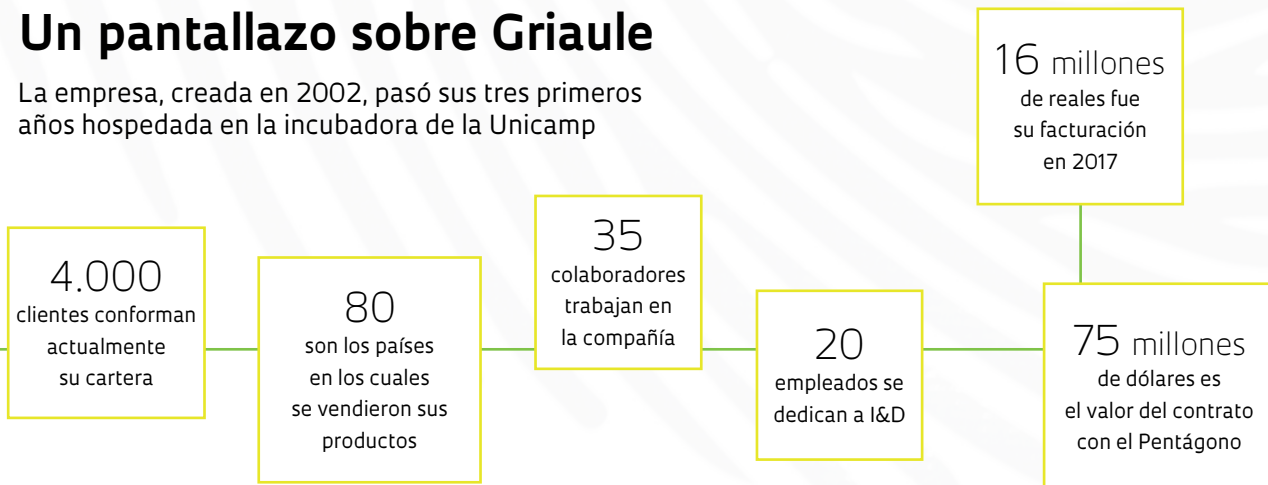 Un pantallazo sobre Griaule
La empresa, creada en 2002, pasó sus tres primeros
años hospedada en la incubadora de la Unicamp
4.000
clientes conforman
actualmente
su cartera
80
son los países
en los cuales
se vendieron sus
productos
35
colaboradores
trabajan en
la compañía
20
empleados se
dedican a I&D
16 millones
de reales fue
su facturación
en 2017
75 millones
de dólares es
el valor del contrato
con el Pentágono